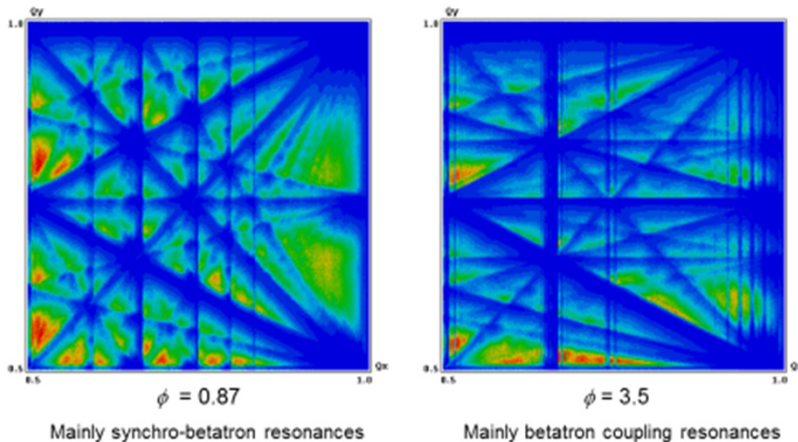 Qy
Qy
1.0
1.0
0.5
0.5
Qx
Q
0.5
1.0
0.5
1.0
ϕ = 0.87
ϕ = 3.5
Mainly synchro-betatron resonances
Mainly betatron coupling resonances